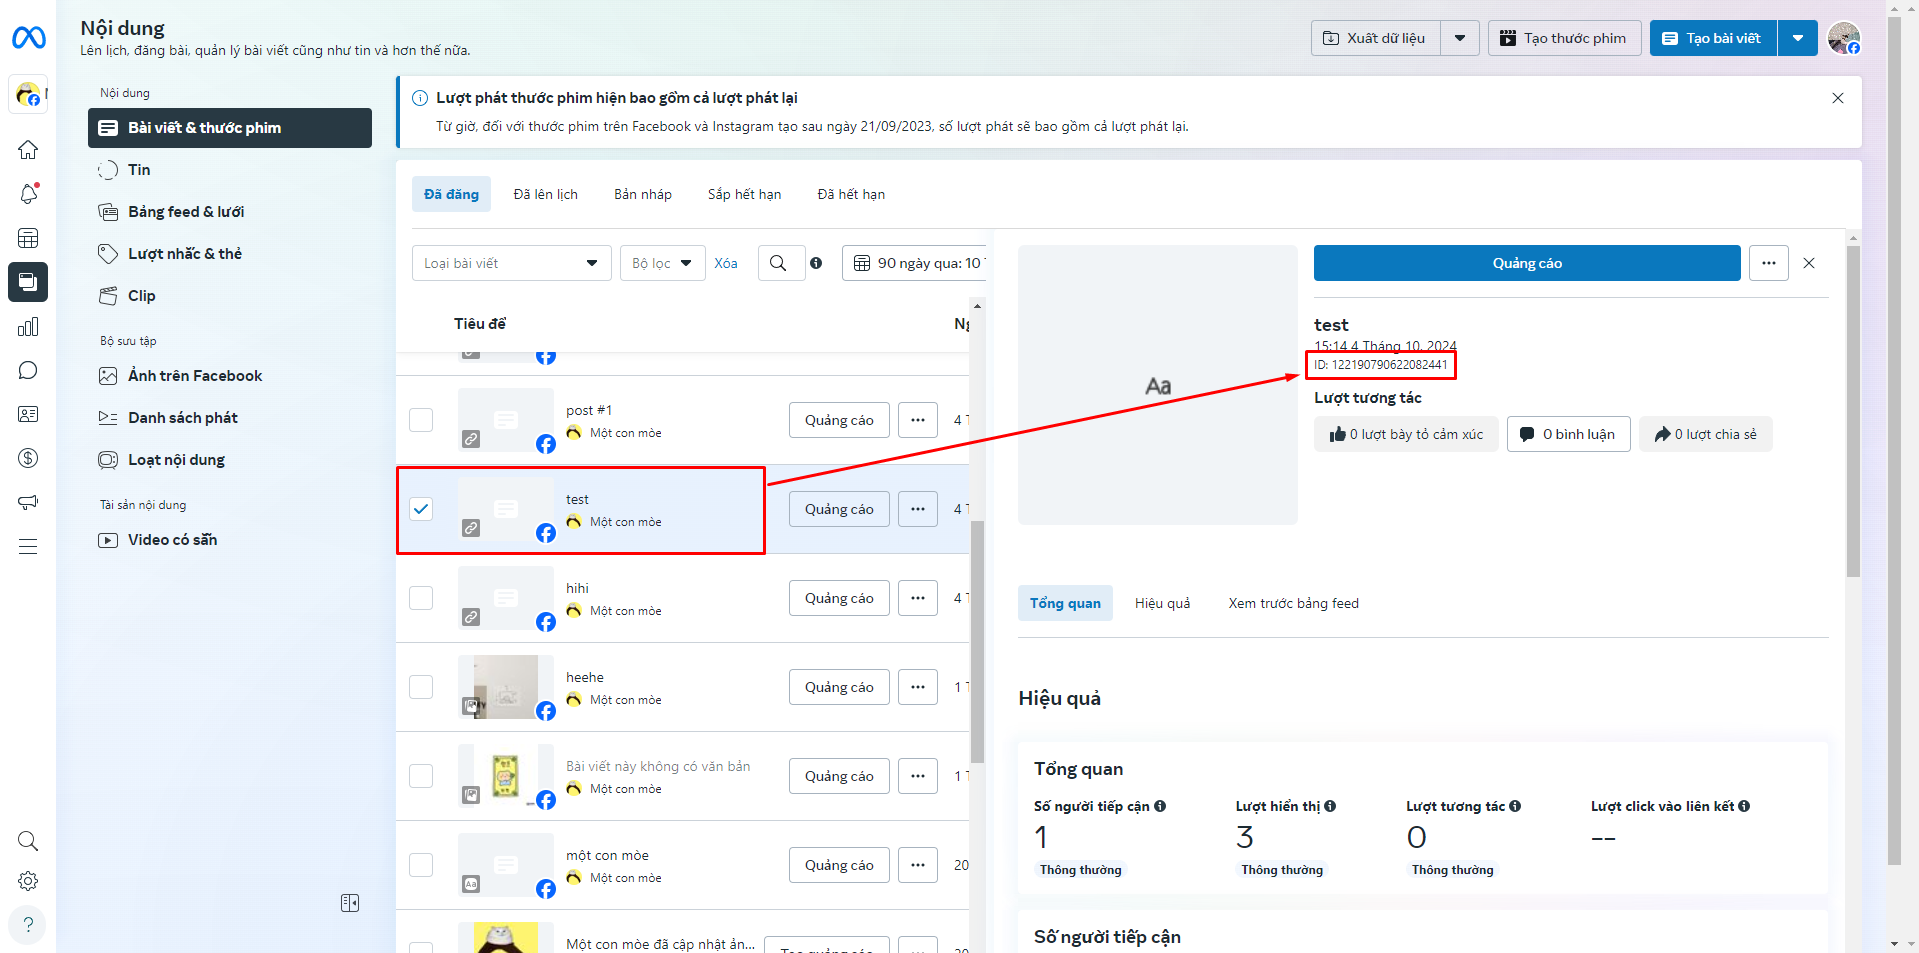 Nội dung
Lên lịch, đăng bài, quản lý bài viết cũng như tin và hơn thế nữa.
Xuất dữ liệu
Tạo thước phim
Tạo bài viết
Nội dung
Bài viết & thước phim
Tin
Bảng feed & lưới
Lượt nhắc & thẻ
Clip
Bộ sưu tập
Ảnh trên Facebook
Danh sách phát
Loạt nội dung
Tài sản nội dung
Video có sẵn
Lượt phát thước phim hiện bao gồm cả lượt phát lại
Từ giờ, đối với thước phim trên Facebook và Instagram tạo sau ngày 21/09/2023, số lượt phát sẽ bao gồm cả lượt phát lại.
Đã đăng
Đã lên lịch
Bản nháp
Sắp hết hạn
Đã hết hạn
Loại bài viết
Bộ lọc
Xóa
90 ngày qua: 10
Tiêu đề
post #1
Một con mòe
Quảng cáo
4
test
Một con mòe
Quảng cáo
4
hihi
Một con mòe
Quảng cáo
4
heehe
Một con mòe
Quảng cáo
1
Bài viết này không có văn bản
Một con mòe
Quảng cáo
1
một con mòe
Một con mòe
Quảng cáo
20
Aa
Một con mòe đã cập nhật ản...
Tạo quảng cáo
20
Aa
Quảng cáo
test
15:14 4 Tháng 10, 2024
ID: 122190790622082441
Lượt tương tác
0 lượt bày tỏ cảm xúc
0 bình luận
0 lượt chia sẻ
Tổng quan
Hiệu quả
Xem trước bảng feed
Hiệu quả
Tổng quan
Số người tiếp cận
Lượt hiển thị
Lượt tương tác
Lượt click vào liên kết
1
3
0
--
Thông thường
Thông thường
Thông thường
Số người tiếp cận